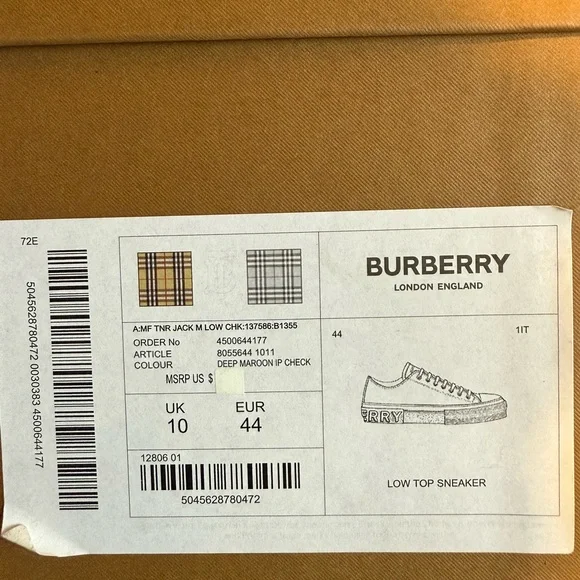 72E
5045628780472 0030383 4500644177
A:MF TNR JACK M LOW CHK:137586:B1355
ORDER No 4500644177
ARTICLE 8055644 1011
COLOUR DEEP MAROON IP CHECK
MSRP US $
UK EUR
10 44
12806 01
5045628780472
BURBERRY
LONDON ENGLAND
44 1IT
RRY
LOW TOP SNEAKER